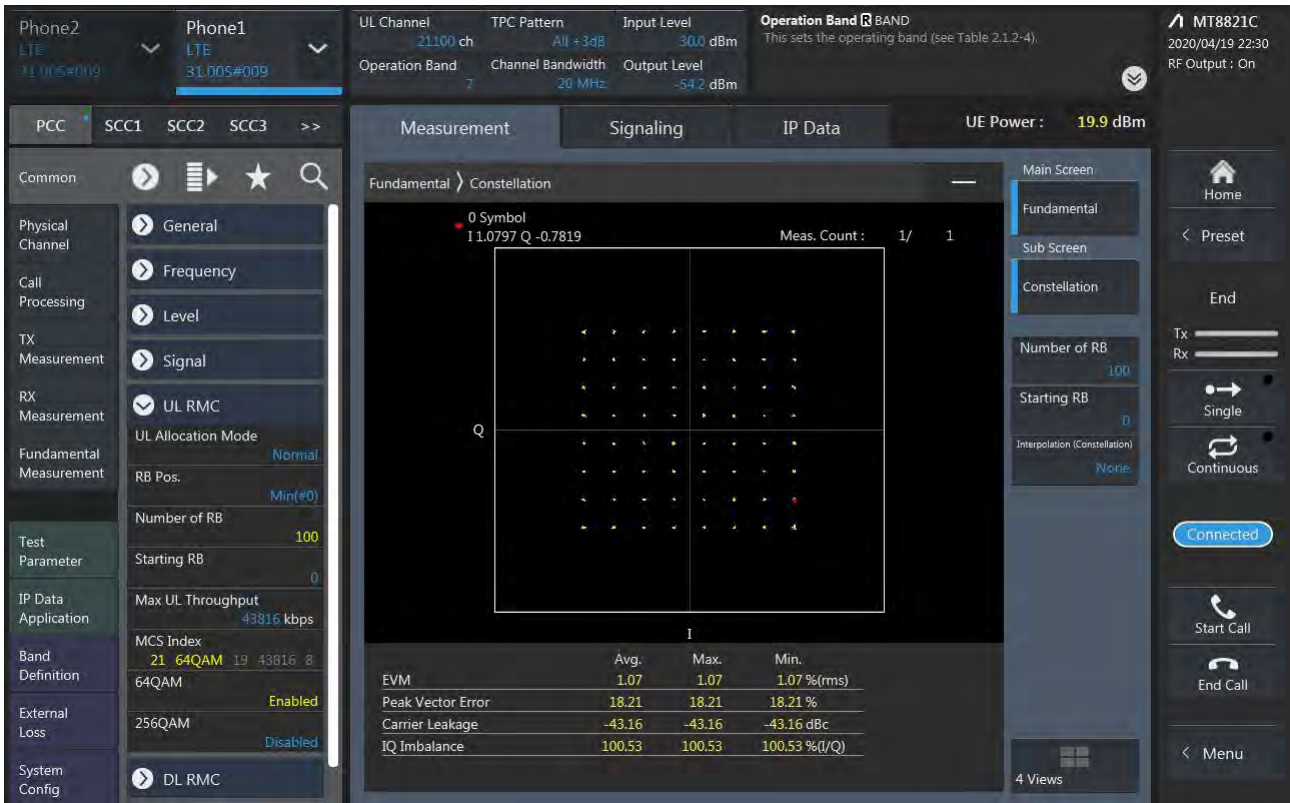 Phone2
LTE
31.00S#009
Phone1
LTE
31.00S#009
UL Channel
21100 ch
TPC Pattern
All +3dB
Input Level
30.0 dBm
Operation Band
7
Channel Bandwidth
20 MHz
Output Level
-54.2 dBm
Operation Band R BAND
This sets the operating band (see Table 2.1.2-4).
MT8821C
2020/04/19 22:30
RF Output : On
PCC SCC1 SCC2 SCC3 >>
Measurement
Signaling
IP Data
UE Power : 19.9 dBm
Common
Physical
Channel
Call
Processing
TX
Measurement
RX
Measurement
Fundamental
Measurement
Test
Parameter
IP Data
Application
Band
Definition
External
Loss
System
Config
General
Frequency
Level
Signal
UL RMC
UL Allocation Mode
Normal
RB Pos.
Min(#0)
Number of RB
100
Starting RB
0
Max UL Throughput
43816 kbps
MCS Index
21 64QAM 19 43816 8
64QAM
Enabled
256QAM
Disabled
DL RMC
Fundamental 〉 Constellation
0 Symbol
I 1.0797 Q -0.7819
Meas. Count : 1/ 1
Q
I
Avg. Max. Min.
EVM 1.07 1.07 1.07 %(rms)
Peak Vector Error 18.21 18.21 18.21 %
Carrier Leakage -43.16 -43.16 -43.16 dBc
IQ Imbalance 100.53 100.53 100.53 %(I/Q)
Main Screen
Fundamental
Sub Screen
Constellation
Number of RB
100
Starting RB
0
Interpolation (Constellation)
None
4 Views
Home
< Preset
End
Tx
Rx
Single
Continuous
Connected
Start Call
End Call
< Menu